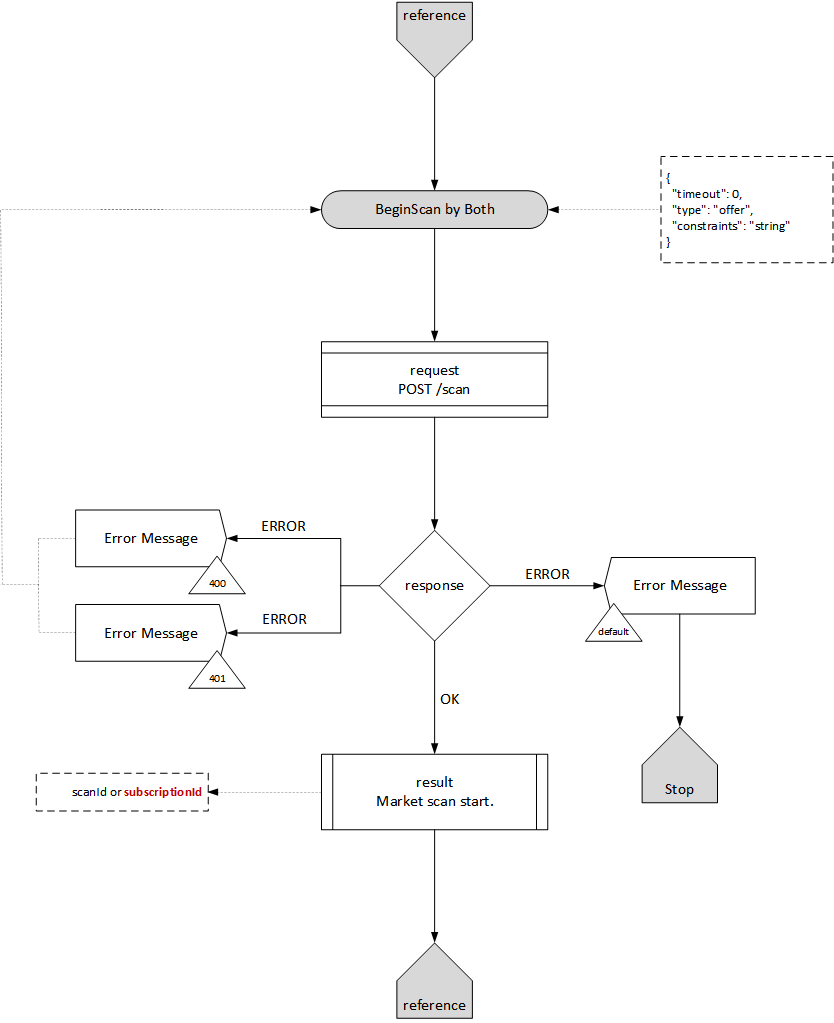 reference
BeginScan by Both
{
"timeout": 0,
"type": "offer",
"constraints": "string"
}
request
POST /scan
ERROR
Error Message
400
response
ERROR
Error Message
default
ERROR
Error Message
401
OK
result
Market scan start.
scanId or subscriptionId
Stop
reference